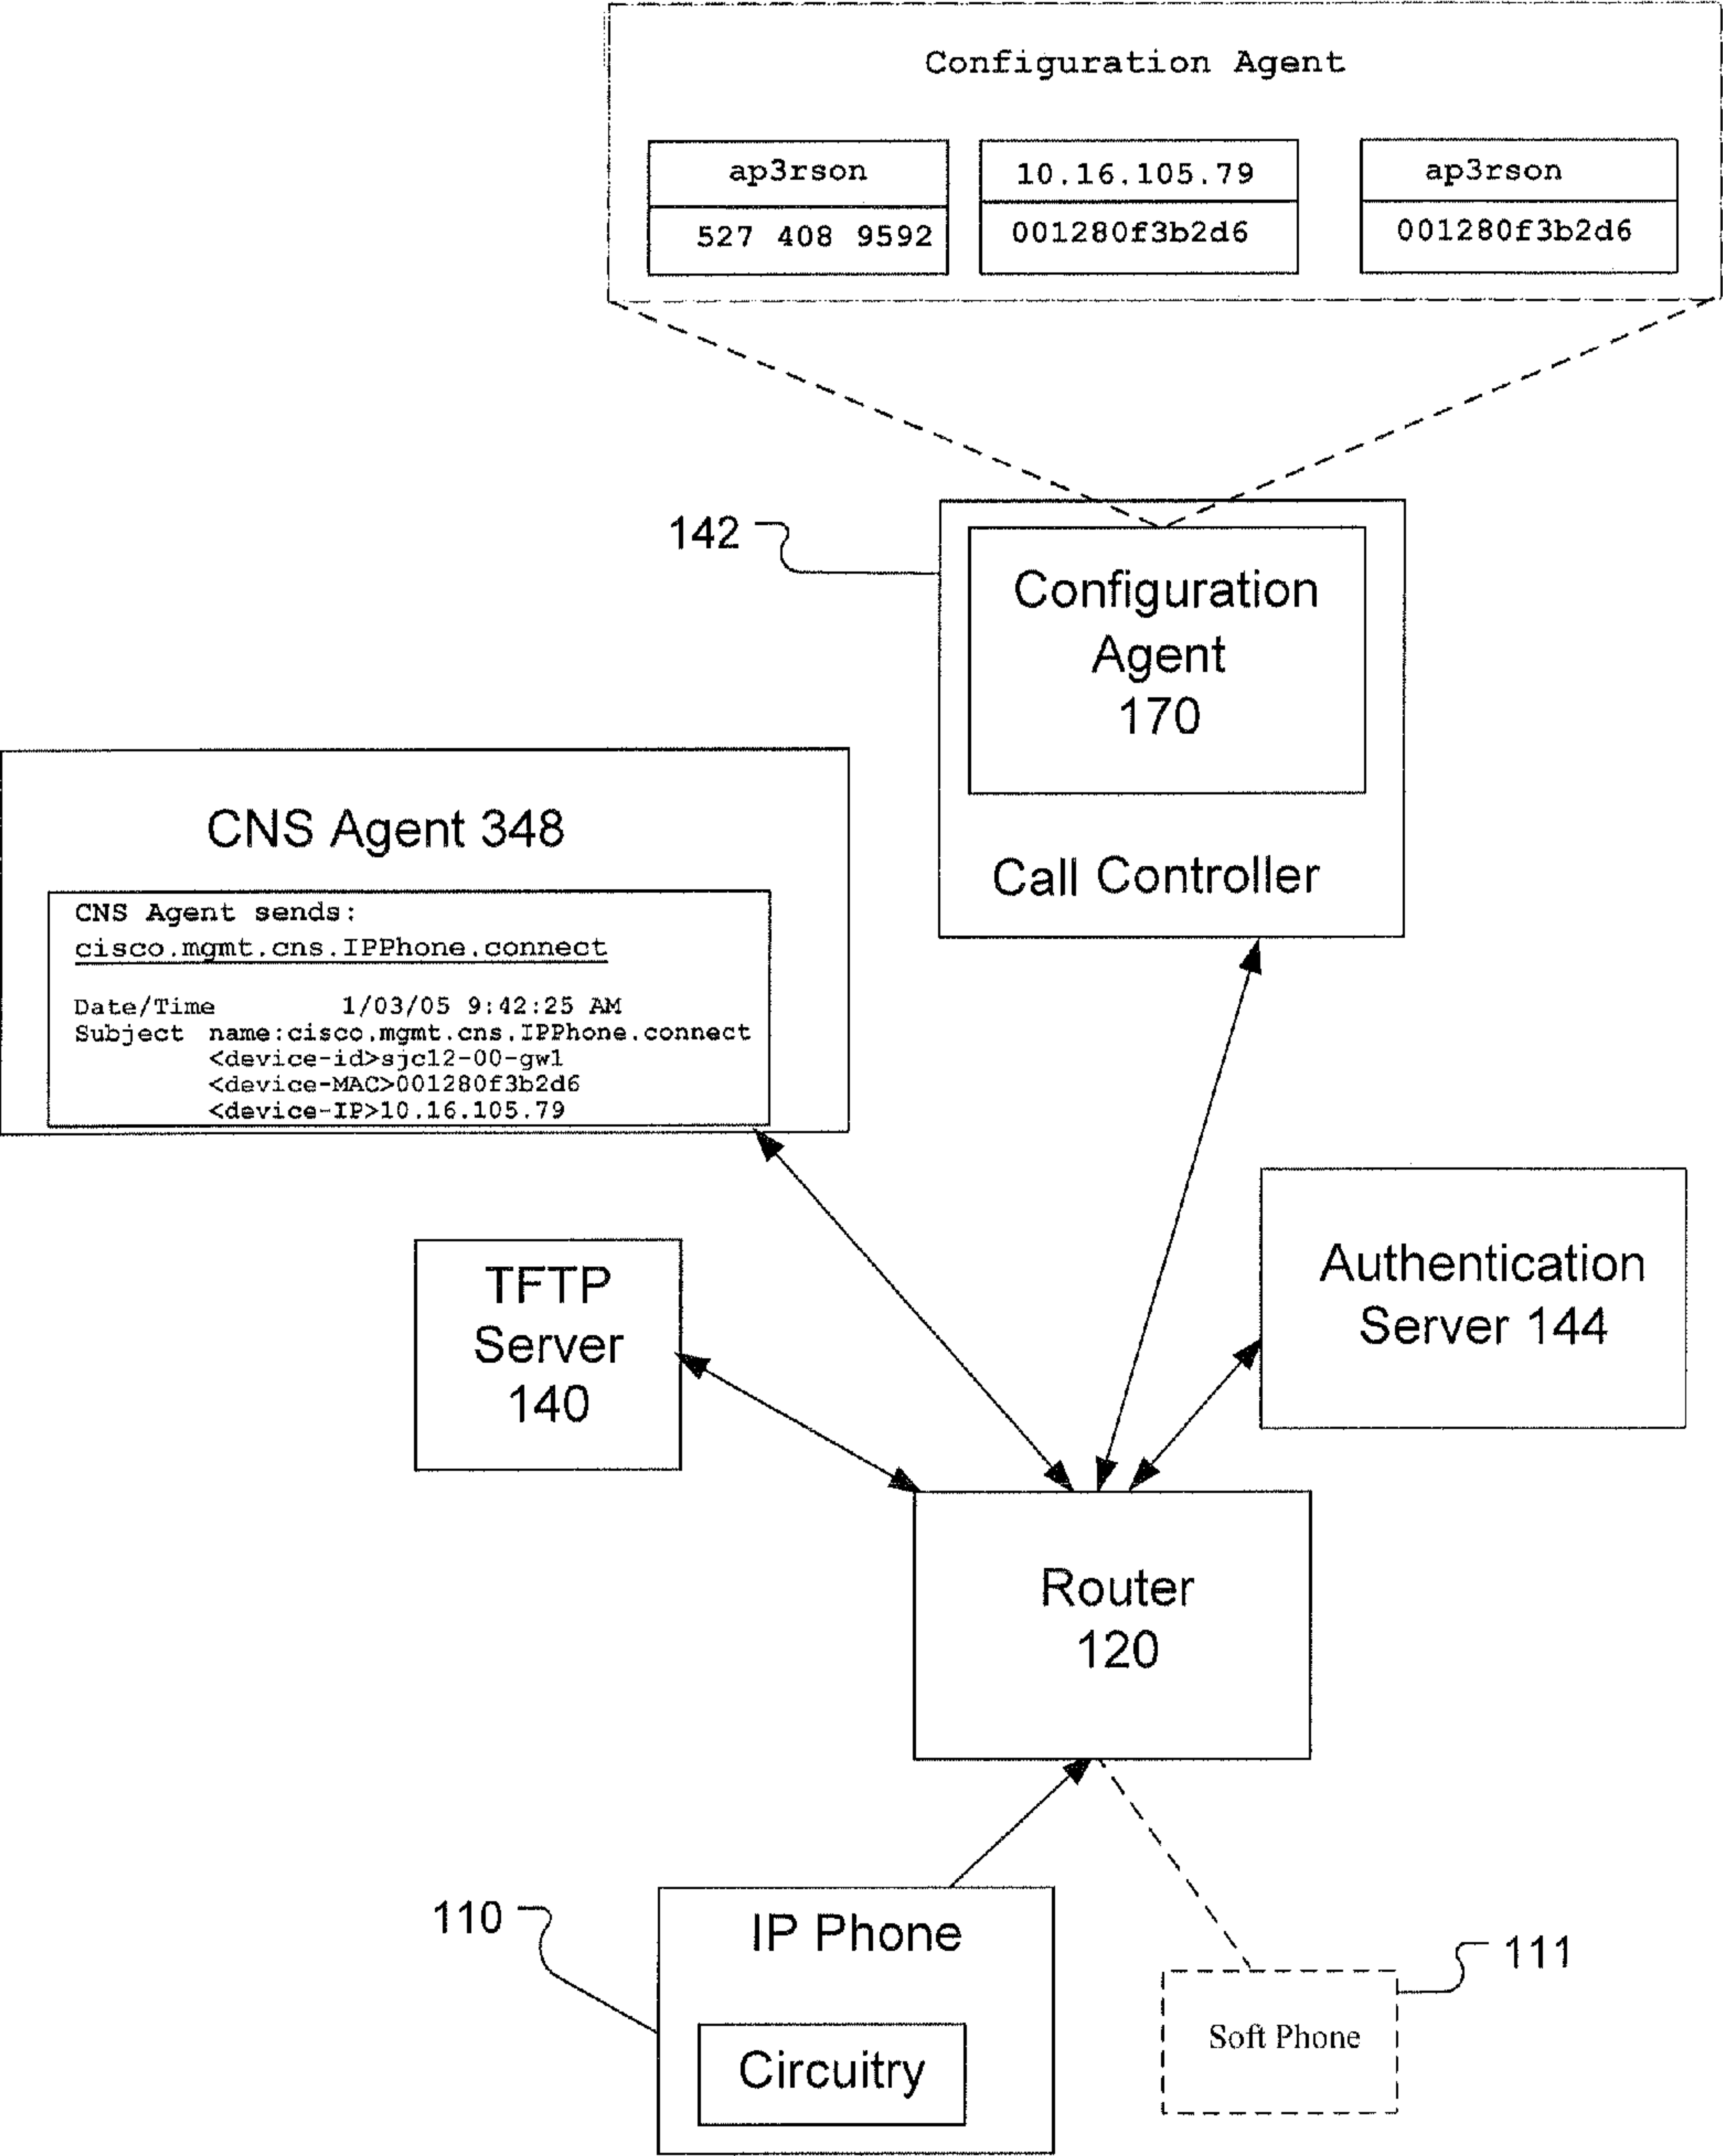 Configuration Agent
ap3rson
527 408 9592
10.16.105.79
001280f3b2d6
ap3rson
001280f3b2d6
142
Configuration
Agent
170
Call Controller
CNS Agent 348
CNS Agent sends:
cisco.mgmt.cns.IPPhone.connect
Date/Time 1/03/05 9:42:25 AM
Subject name:cisco.mgmt.cns.IPPhone.connect
<device-id>sjc12-00-gw1
<device-MAC>001280f3b2d6
<device-IP>10.16.105.79
TFTP
Server
140
Authentication
Server 144
Router
120
110
IP Phone
Circuitry
111
Soft Phone